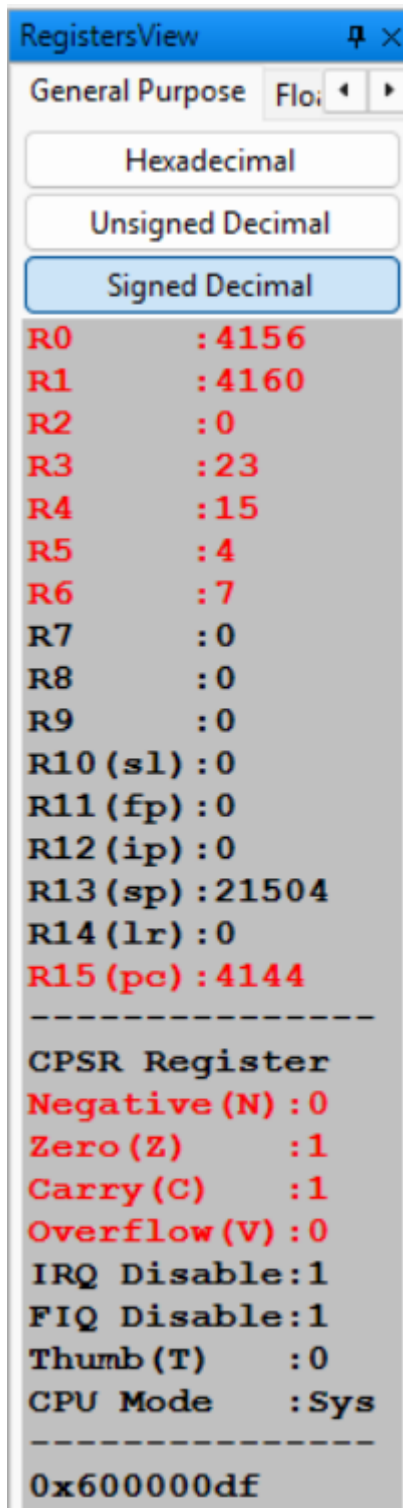 RegistersView
General Purpose Floa
Hexadecimal
Unsigned Decimal
Signed Decimal
R0 :4156
R1 :4160
R2 :0
R3 :23
R4 :15
R5 :4
R6 :7
R7 :0
R8 :0
R9 :0
R10(sl):0
R11(fp):0
R12(ip):0
R13(sp):21504
R14(lr):0
R15(pc):4144
---------------
CPSR Register
Negative(N):0
Zero(Z) :1
Carry(C) :1
Overflow(V):0
IRQ Disable:1
FIQ Disable:1
Thumb(T) :0
CPU Mode :Sys
---------------
0x600000df